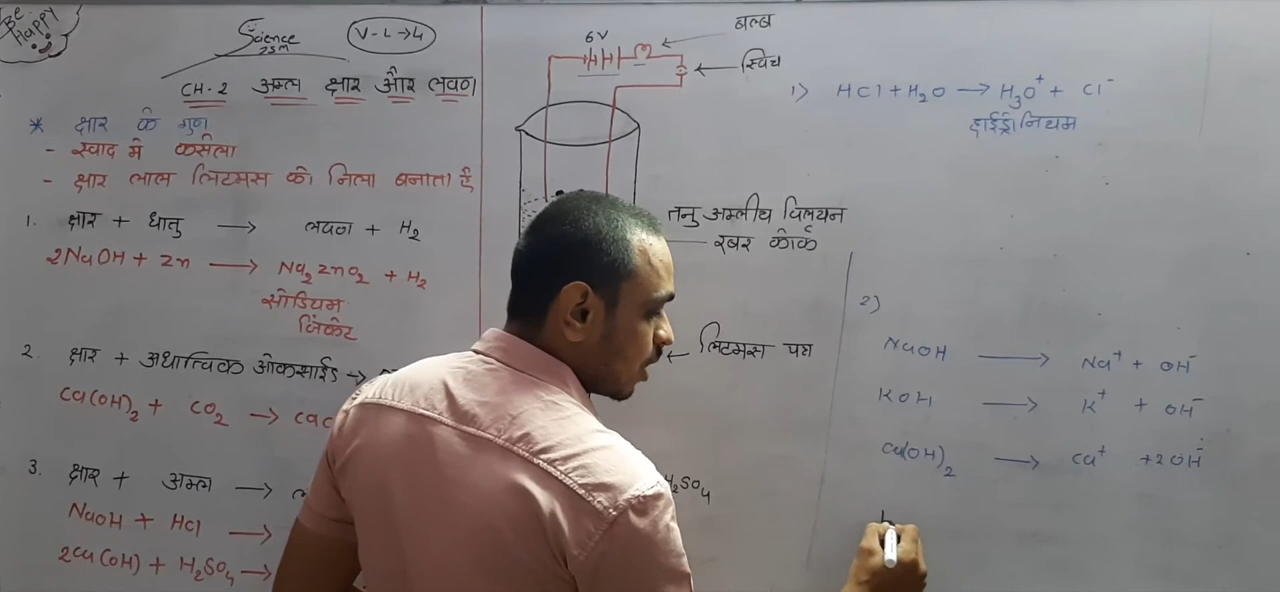 Be
Happy
Science
V-L→4
CH-2 अम्ल क्षार और लवण
* क्षार के गुण
- स्वाद मे कसेला
- क्षार लाल लिटमस को निला बनाता है
1. क्षार + धातु → लवण + H₂
2NaOH + Zn → Na₂ZnO₂ + H₂
सोडियम
जिंकेट
2. क्षार + अधात्विक ओकसाईड →
Ca(OH)₂ + CO₂ → CaC
3. क्षार + अम्ल →
NaOH + HCl →
2Ca(OH) + H₂SO₄ →
6V
बल्ब
स्विच
तनु अम्लीय विलयन
रबर कोर्क
लिटमस पत्र
₂SO₄
1) HCl + H₂O → H₃O⁺ + Cl⁻
हाईड्रोनियम
2)
NaOH → Na⁺ + OH⁻
KOH → K⁺ + OH⁻
Ca(OH)₂ → Ca⁺ + 2OH⁻